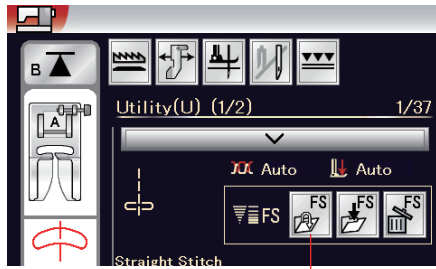 B
Utility(U) (1/2) 1/37
A
Auto Auto
FS FS FS FS
Straight Stitch